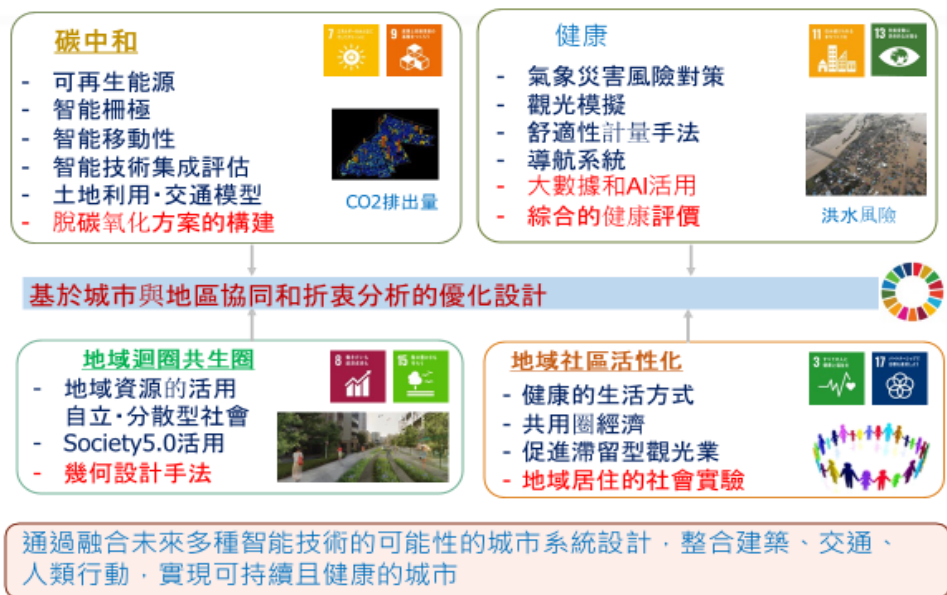 碳中和
7
9
- 可再生能源
- 智能柵極
- 智能移動性
- 智能技術集成評估
- 土地利用・交通模型
- 脫碳氧化方案的構建
CO2排出量
健康
11
13
- 氣象災害風險對策
- 觀光模擬
- 舒適性計量手法
- 導航系統
- 大數據和AI活用
- 綜合的健康評價
洪水風險
基於城市與地區協同和折衷分析的優化設計
地域迴圈共生圈
8
15
- 地域資源的活用
自立・分散型社會
- Society5.0活用
- 幾何設計手法
地域社區活性化
3
17
- 健康的生活方式
- 共用圈經濟
- 促進滯留型觀光業
- 地域居住的社會實驗
通過融合未來多種智能技術的可能性的城市系統設計，整合建築、交通、
人類行動，實現可持續且健康的城市